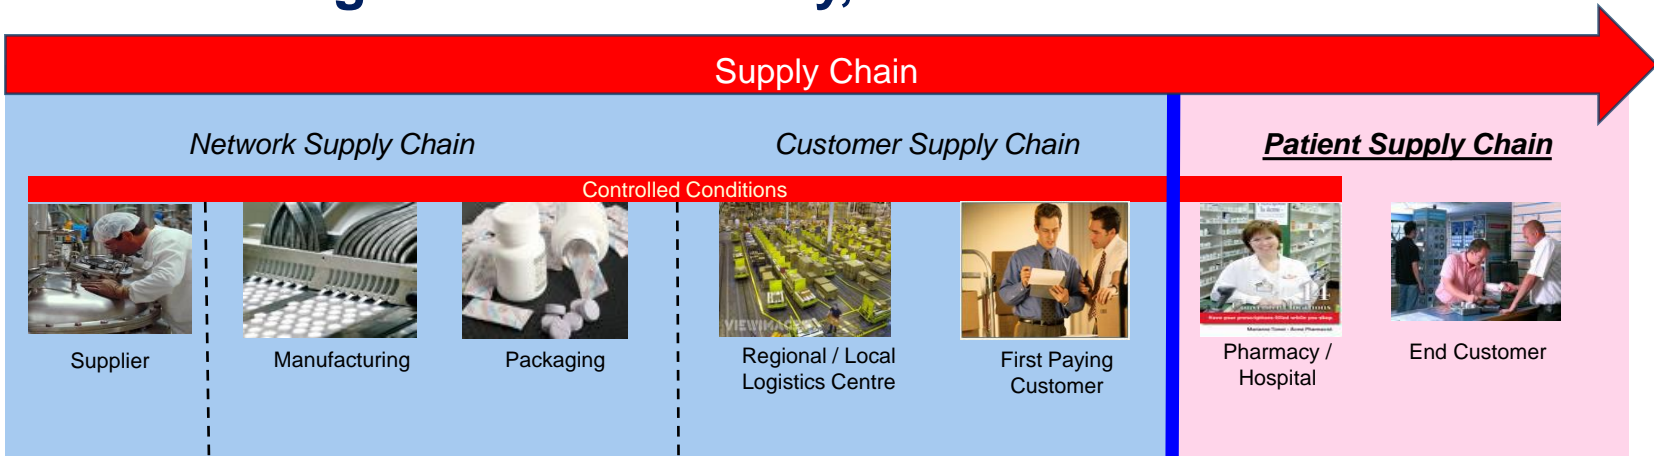 Supply Chain
Network Supply Chain
Customer Supply Chain
Patient Supply Chain
Controlled Conditions
VIEWIMAGES
Supplier
Manufacturing
Packaging
Regional / Local
Logistics Centre
First Paying
Customer
Pharmacy /
Hospital
End Customer